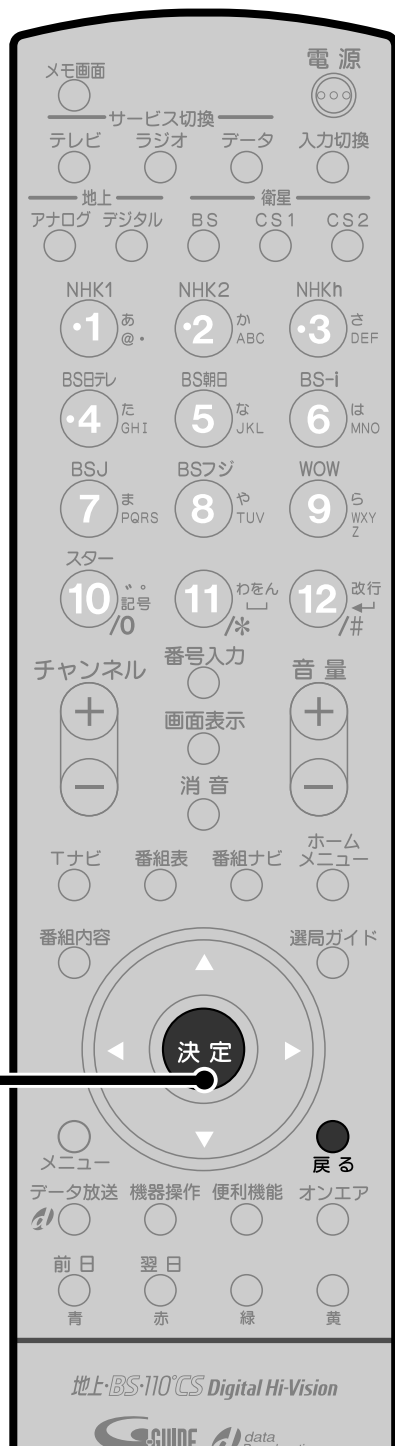 電 源
メモ画面
サービス切換
テレビ ラジオ データ 入力切換
地上 衛星
アナログ デジタル BS CS1 CS2
NHK1 NHK2 NHKh
•1 あ @• •2 か ABC •3 さ DEF
BS日テレ BS朝日 BS-i
•4 た GHI 5 な JKL 6 は MNO
BSJ BSフジ WOW
7 ま PQRS 8 や TUV 9 ら WXYZ
スター
10/0 ゛゜ 記号 11/* わをん 12/# 改行
チャンネル 番号入力 音 量
画面表示
消 音
Tナビ 番組表 番組ナビ ホームメニュー
番組内容 選局ガイド
決 定
メニュー 戻 る
データ放送 機器操作 便利機能 オンエア
前 日 翌 日
青 赤 緑 黄
地上・BS・110°CS Digital Hi-Vision
G-GUIDE data